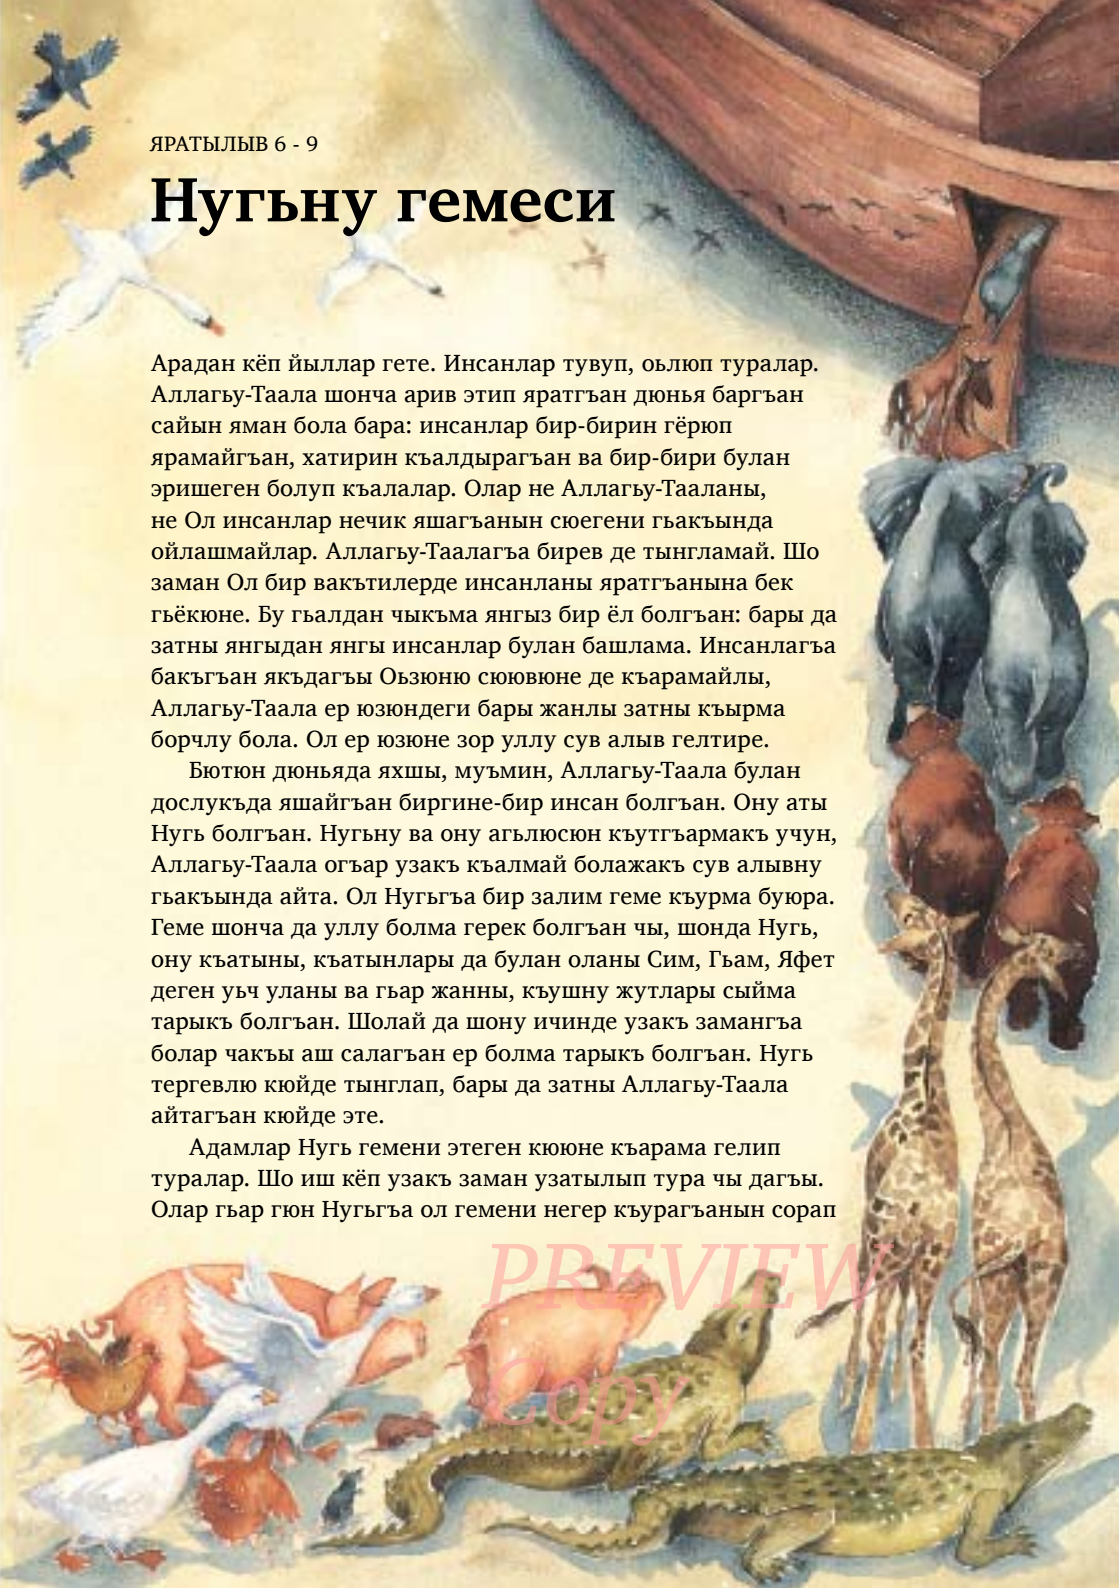 ЯРАТЫЛЫВ 6 - 9
Нугьну гемеси
Арадан кёп йыллар гете. Инсанлар тувуп, оьлюп туралар.
Аллагьу-Таала шонча арив этип яратгъан дюнья баргъан
сайын яман бола бара: инсанлар бир-бирин гёрюп
ярамайгъан, хатирин къалдырагъан ва бир-бири булан
эришеген болуп къалалар. Олар не Аллагьу-Тааланы,
не Ол инсанлар нечик яшагъанын сюегени гьакъында
ойлашмайлар. Аллагьу-Таалагъа бирев де тынгламай. Шо
заман Ол бир вакътилерде инсанланы яратгъанына бек
гьёкюне. Бу гьалдан чыкъма янгыз бир ёл болгъан: бары да
затны янгыдан янгы инсанлар булан башлама. Инсанлагъа
бакъгъан якъдагъы Оьзюню сююьюне де къарамайлы,
Аллагьу-Таала ер юзюндеги бары жанлы затны къырма
борчлу бола. Ол ер юзюне зор уллу сув алыв гелтире.
Бютюн дюньяда яхшы, муъмин, Аллагьу-Таала булан
дослукъда яшайгъан биргине-бир инсан болгъан. Ону аты
Нугь болгъан. Нугьну ва ону агьлюсюн къутгъармакъ учун,
Аллагьу-Таала огъар узакъ къалмай болажакъ сув алывну
гьакъында айта. Ол Нугьгъа бир залим геме къурма буюра.
Геме шонча да уллу болма герек болгъан чы, шонда Нугь,
ону къатыны, къатынлары да булан оланы Сим, Гьам, Яфет
деген уьч уланы ва гьар жанны, къушну жутлары сыйма
тарыкъ болгъан. Шолай да шону ичинде узакъ замангъа
болар чакъы аш салагъан ер болма тарыкъ болгъан. Нугь
тергевлю кюйде тынглап, бары да затны Аллагьу-Таала
айтагъан кюйде эте.
Адамлар Нугь гемени этеген кююне къарама гелип
туралар. Шо иш кёп узакъ заман узатылып тура чы дагъы.
Олар гьар гюн Нугьгъа ол гемени негер къурагъанын сорап
PREVIEW
Copy